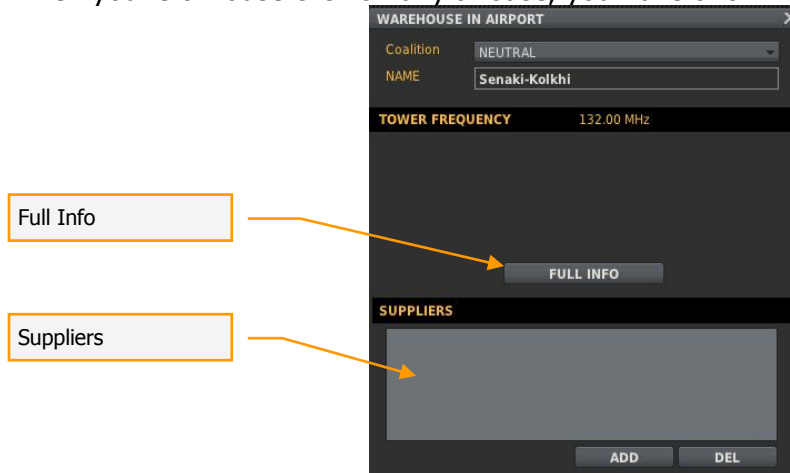 WAREHOUSE IN AIRPORT X
Coalition NEUTRAL
NAME Senaki-Kolkhi
TOWER FREQUENCY 132.00 MHz
Full Info
FULL INFO
SUPPLIERS
Suppliers
ADD DEL